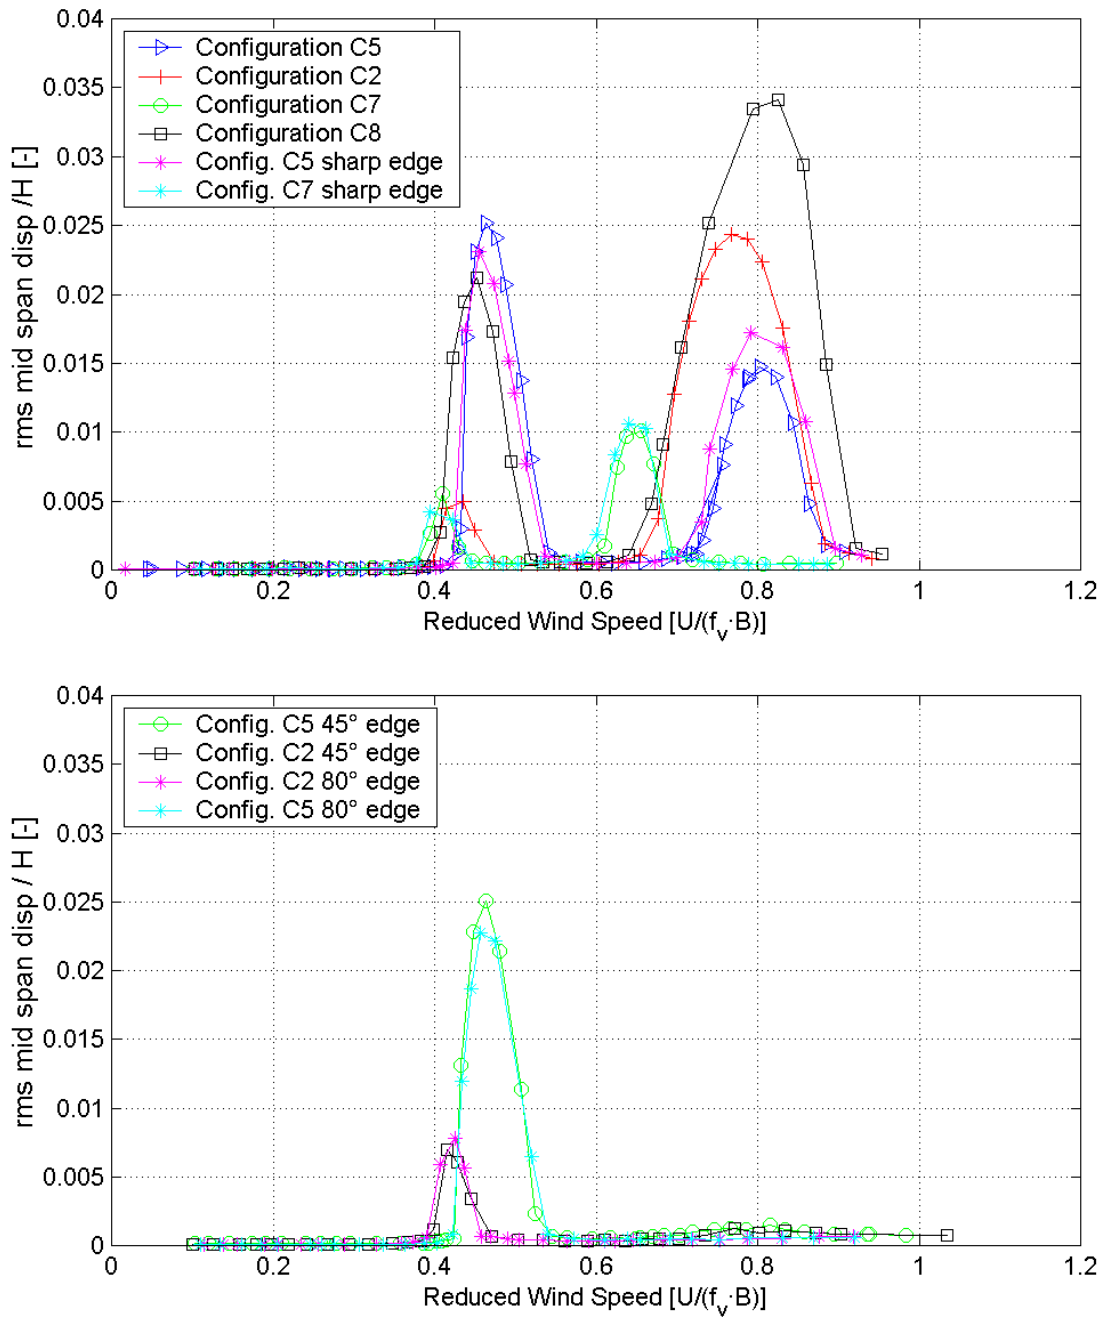 0.04
0.035
0.03
0.025
0.02
0.015
0.01
0.005
0
rms mid span disp /H [-]
Configuration C5
Configuration C2
Configuration C7
Configuration C8
Config. C5 sharp edge
Config. C7 sharp edge
0 0.2 0.4 0.6 0.8 1 1.2
Reduced Wind Speed [U/(f_v·B)]
0.04
0.035
0.03
0.025
0.02
0.015
0.01
0.005
0
rms mid span disp / H [-]
Config. C5 45° edge
Config. C2 45° edge
Config. C2 80° edge
Config. C5 80° edge
0 0.2 0.4 0.6 0.8 1 1.2
Reduced Wind Speed [U/(f_v·B)]